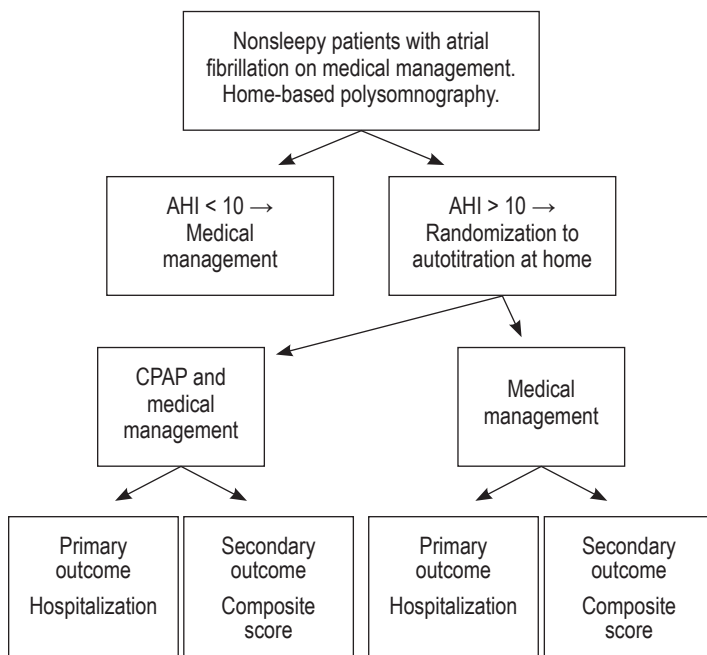 Nonsleepy patients with atrial
fibrillation on medical management.
Home-based polysomnography.
AHI < 10 →
Medical
management
AHI > 10 →
Randomization to
autotitration at home
CPAP and
medical
management
Medical
management
Primary
outcome
Hospitalization
Secondary
outcome
Composite
score
Primary
outcome
Hospitalization
Secondary
outcome
Composite
score